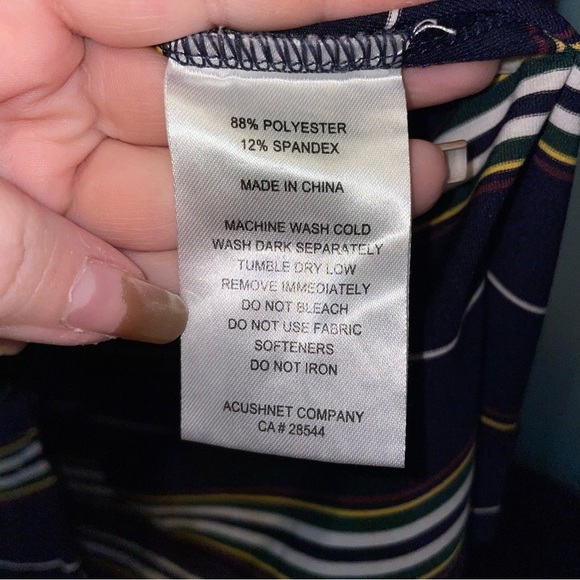 88% POLYESTER
12% SPANDEX
MADE IN CHINA
MACHINE WASH COLD
WASH DARK SEPARATELY
TUMBLE DRY LOW
REMOVE IMMEDIATELY
DO NOT BLEACH
DO NOT USE FABRIC
SOFTENERS
DO NOT IRON
ACUSHNET COMPANY
CA # 28544